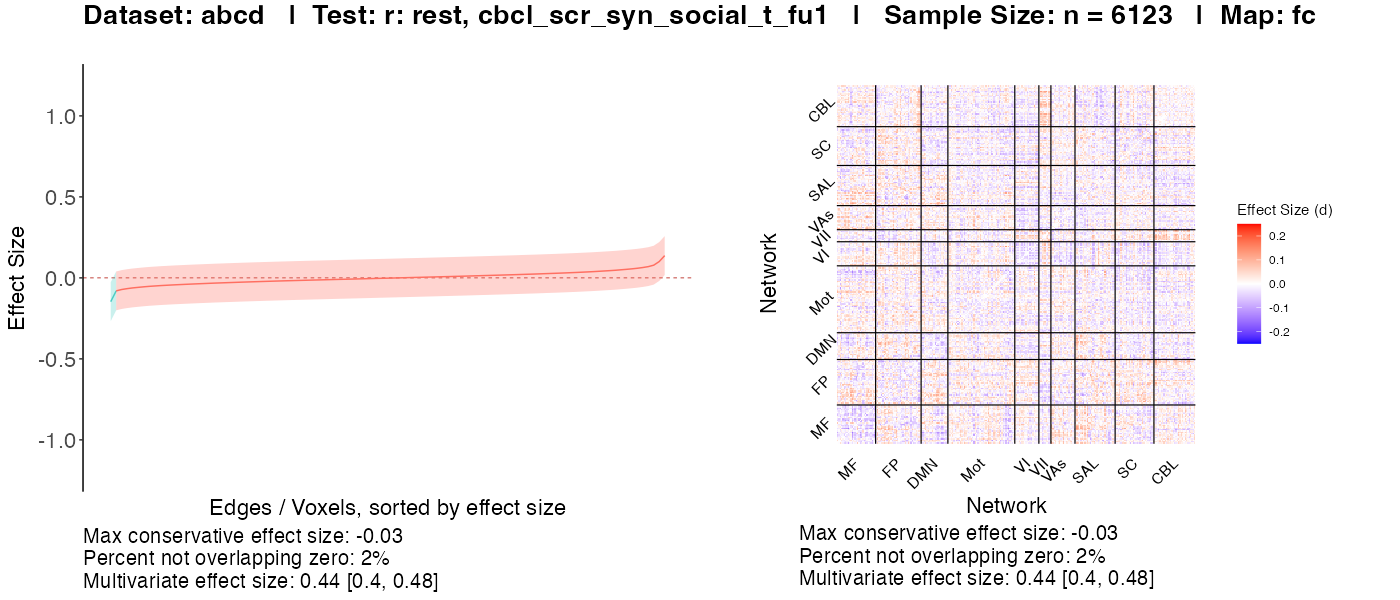 Dataset: abcd | Test: r: rest, cbcl_scr_syn_social_t_fu1 | Sample Size: n = 6123 | Map: fc
Effect Size
1.0
0.5
0.0
-0.5
-1.0
Edges / Voxels, sorted by effect size
Max conservative effect size: -0.03
Percent not overlapping zero: 2%
Multivariate effect size: 0.44 [0.4, 0.48]
Network
CBL
SC
SAL
VAs
VII
VI
Mot
DMN
FP
MF
MF
FP
DMN
Mot
VI
VII
VAs
SAL
SC
CBL
Network
Max conservative effect size: -0.03
Percent not overlapping zero: 2%
Multivariate effect size: 0.44 [0.4, 0.48]
Effect Size (d)
0.2
0.1
0.0
-0.1
-0.2